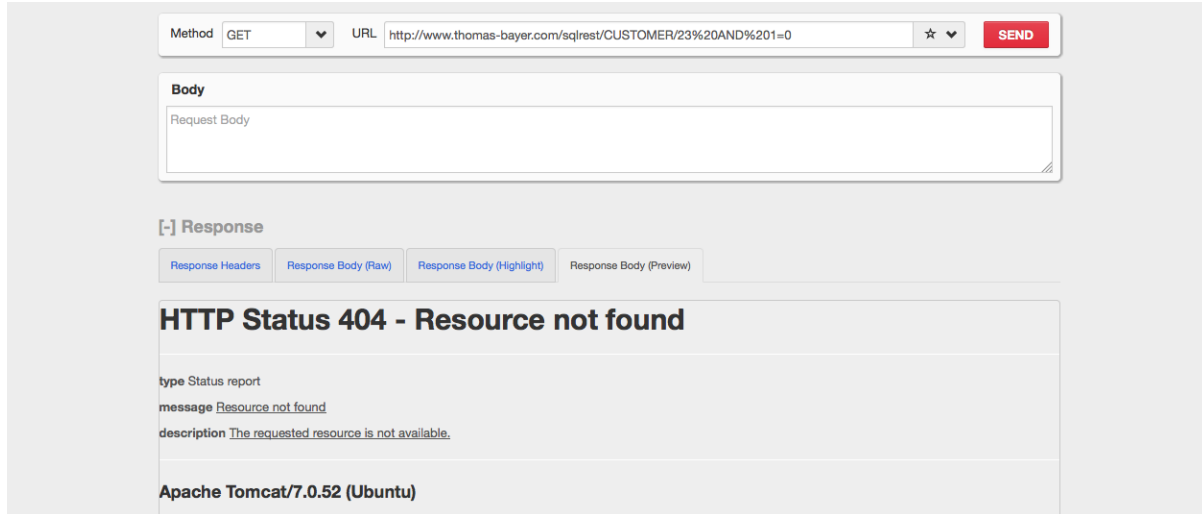 Method GET URL http://www.thomas-bayer.com/sqlrest/CUSTOMER/23%20AND%201=0 SEND
Body
Request Body
[-] Response
Response Headers Response Body (Raw) Response Body (Highlight) Response Body (Preview)
HTTP Status 404 - Resource not found
type Status report
message Resource not found
description The requested resource is not available.
Apache Tomcat/7.0.52 (Ubuntu)